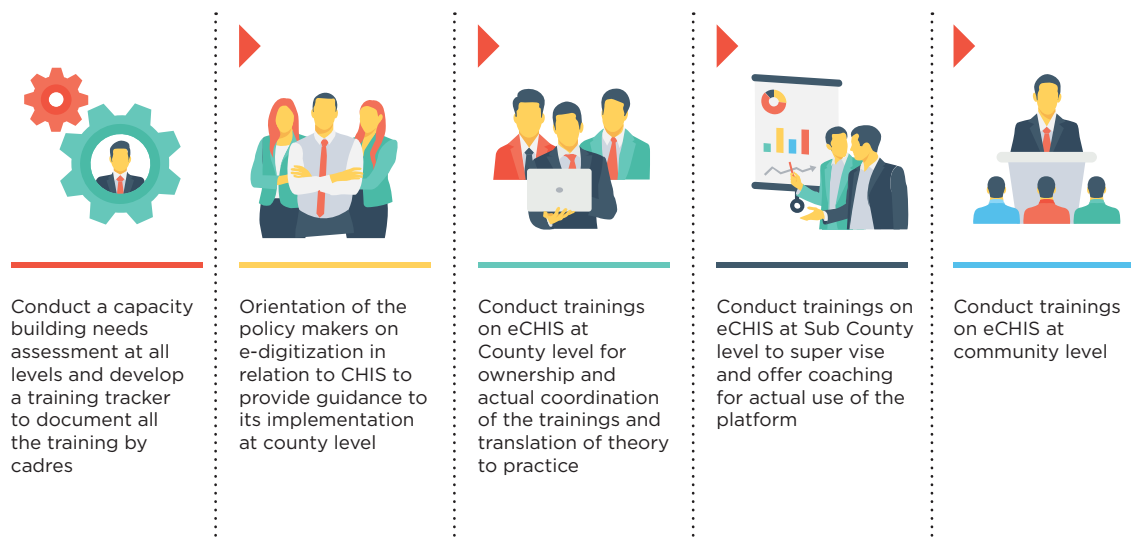 Conduct a capacity
building needs
assessment at all
levels and develop
a training tracker
to document all
the training by
cadres
Orientation of the
policy makers on
e-digitization in
relation to CHIS to
provide guidance to
its implementation
at county level
Conduct trainings
on eCHIS at
County level for
ownership and
actual coordination
of the trainings and
translation of theory
to practice
Conduct trainings on
eCHIS at Sub County
level to super vise
and offer coaching
for actual use of the
platform
Conduct trainings
on eCHIS at
community level